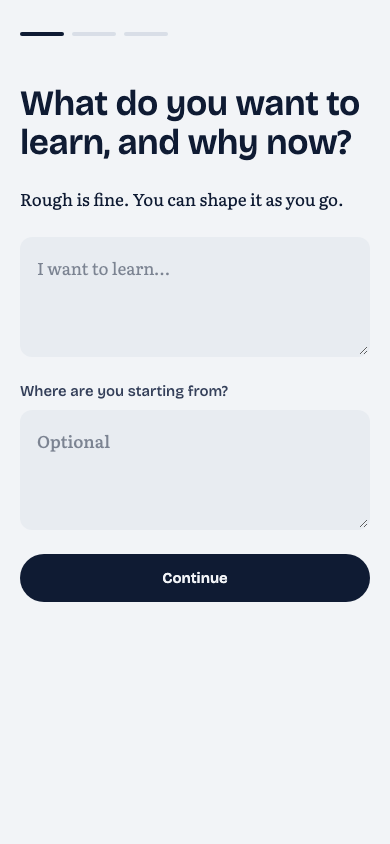 What do you want to
learn, and why now?
Rough is fine. You can shape it as you go.
I want to learn...
Where are you starting from?
Optional
Continue